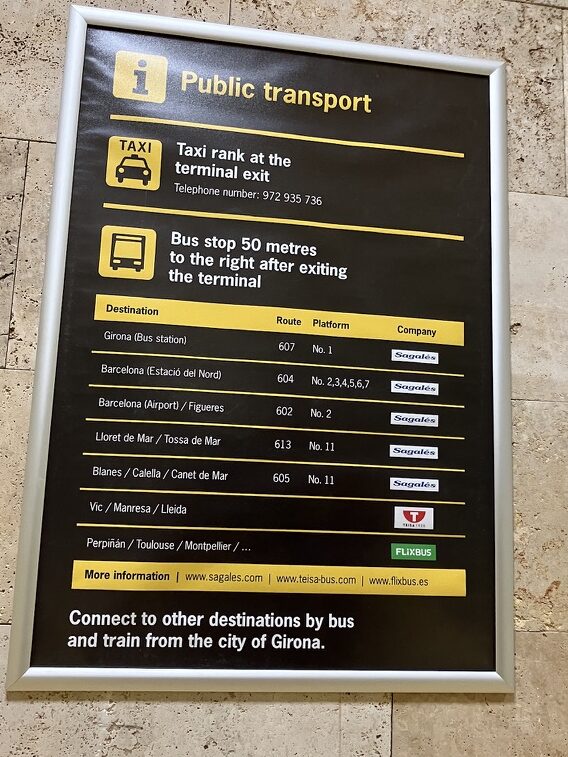 i
Public transport
TAXI
Taxi rank at the
terminal exit
Telephone number: 972 935 736
Bus stop 50 metres
to the right after exiting
the terminal
Destination Route Platform Company
Girona (Bus station) 607 No. 1 Sagalés
Barcelona (Estació del Nord) 604 No. 2,3,4,5,6,7 Sagalés
Barcelona (Airport) / Figueres 602 No. 2 Sagalés
Lloret de Mar / Tossa de Mar 613 No. 11 Sagalés
Blanes / Calella / Canet de Mar 605 No. 11 Sagalés
Vic / Manresa / Lleida T TEISA
Perpiñán / Toulouse / Montpellier / ... FLiXBUS
More information | www.sagales.com | www.teisa-bus.com | www.flixbus.es
Connect to other destinations by bus
and train from the city of Girona.